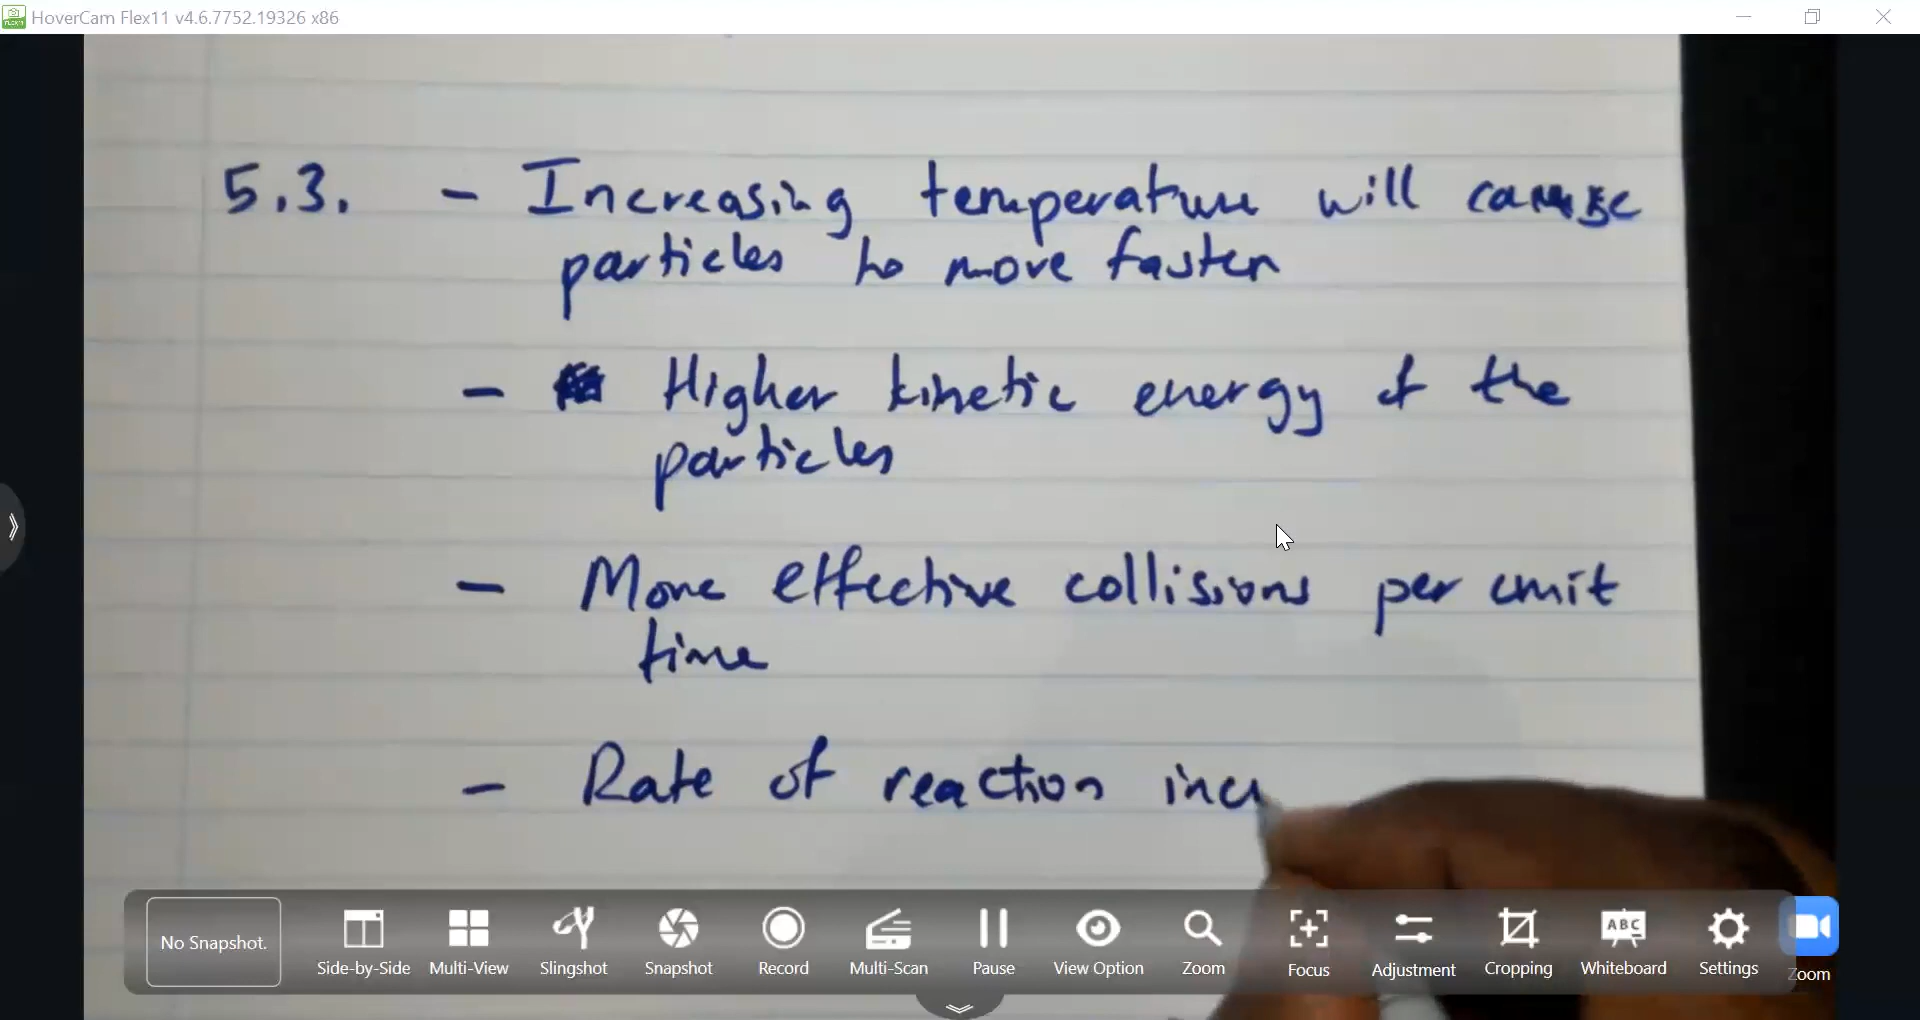 HoverCam Flex11 v4.6.7752.19326 x86
5.3. - Increasing temperature will cause
particles to move faster
- Higher kinetic energy of the
particles
- More effective collisions per unit
time
- Rate of reaction incr
No Snapshot.
Side-by-Side Multi-View Slingshot Snapshot Record Multi-Scan Pause View Option Zoom Focus Adjustment Cropping ABC Whiteboard Settings Zoom